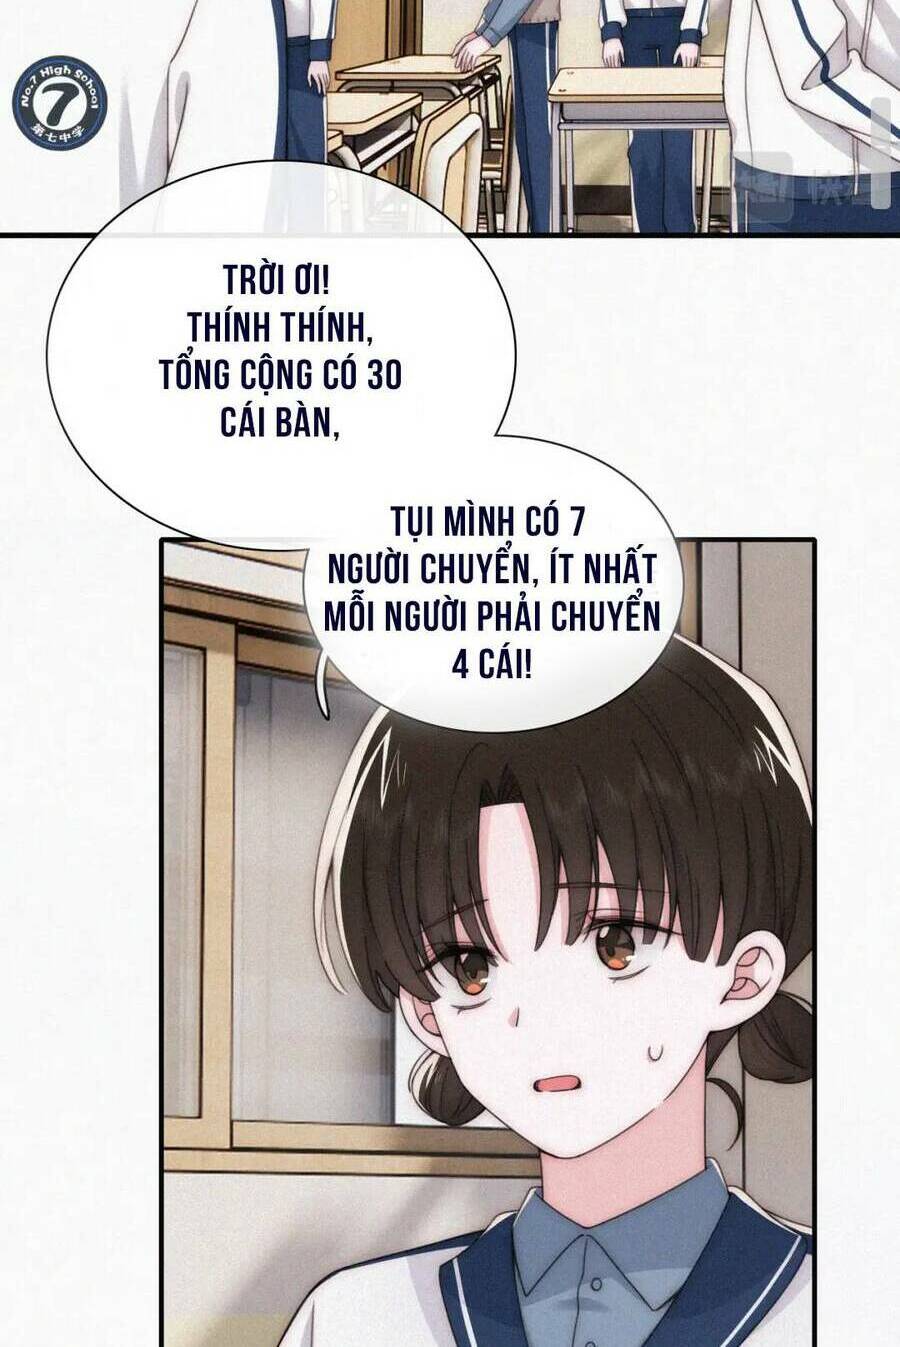 No.7 High School
7
第七中学
TRỜI ƠI!
THÍNH THÍNH,
TỔNG CỘNG CÓ 30
CÁI BÀN,
TỤI MÌNH CÓ 7
NGƯỜI CHUYỂN, ÍT NHẤT
MỖI NGƯỜI PHẢI CHUYỂN
4 CÁI!